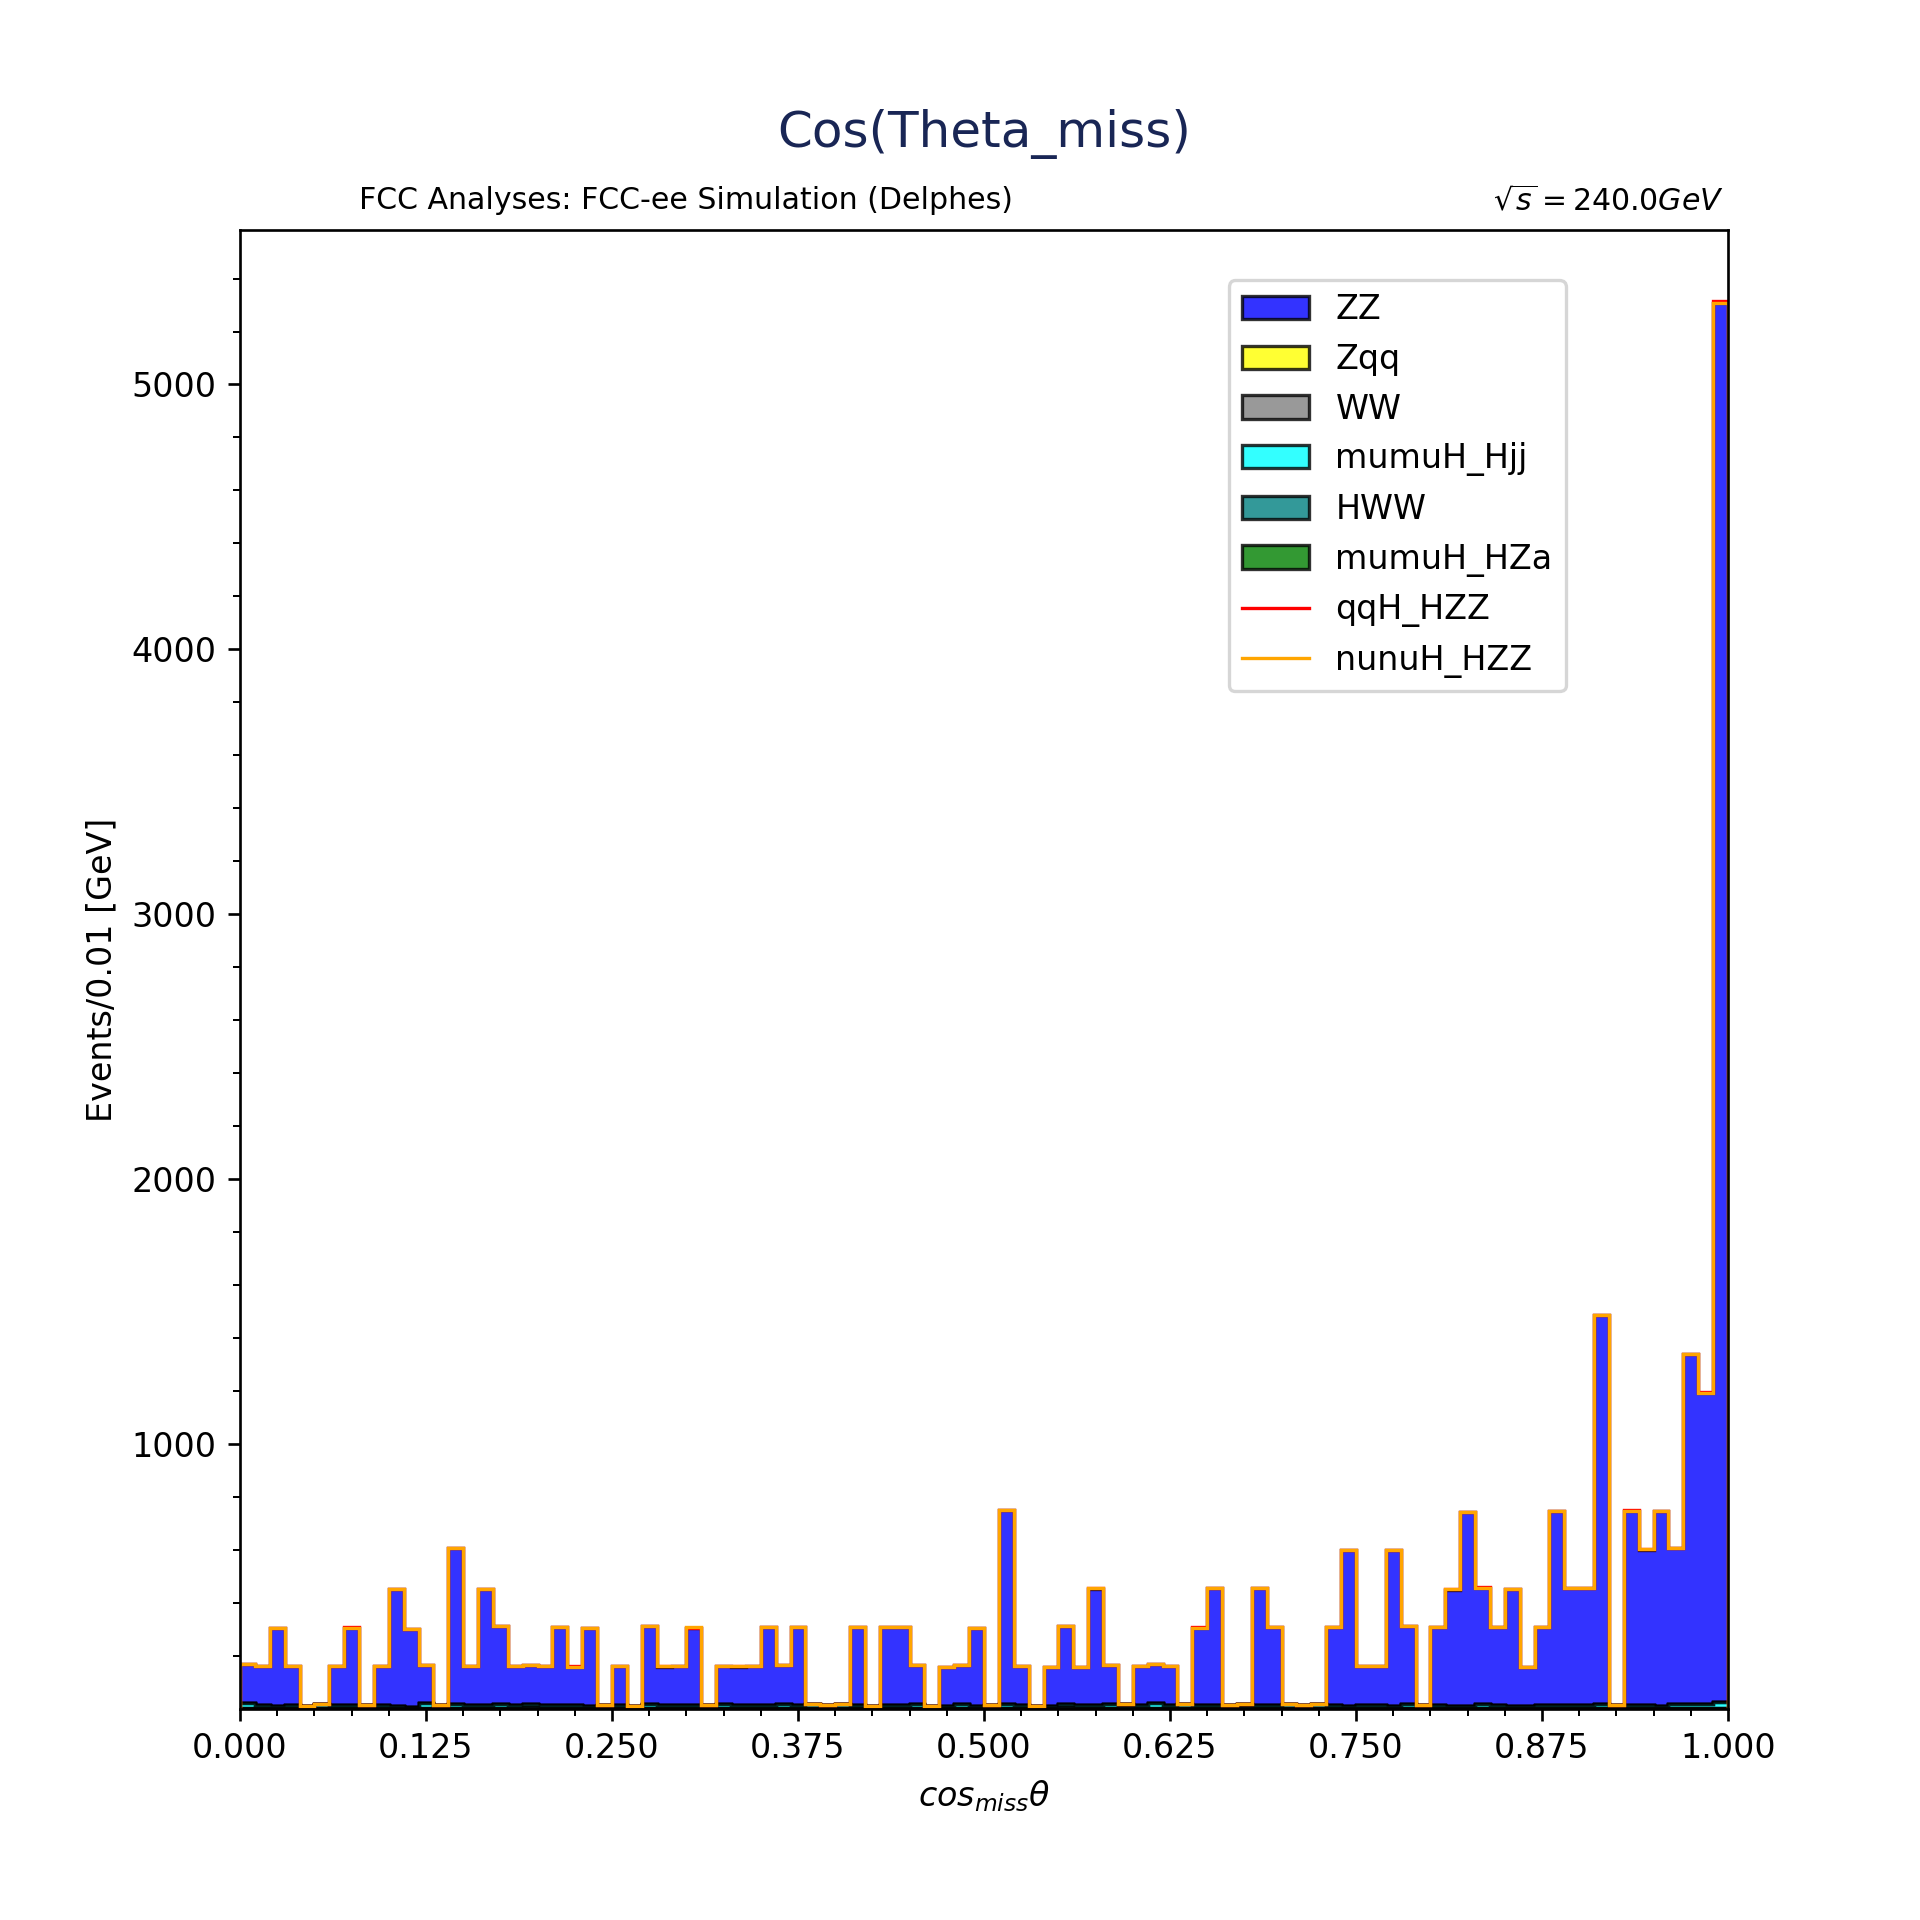 Cos(Theta_miss)
FCC Analyses: FCC-ee Simulation (Delphes)
√s = 240.0GeV
ZZ
Zqq
WW
mumuH_Hjj
HWW
mumuH_HZa
qqH_HZZ
nunuH_HZZ
Events/0.01 [GeV]
5000
4000
3000
2000
1000
0.000 0.125 0.250 0.375 0.500 0.625 0.750 0.875 1.000
cos_miss θ